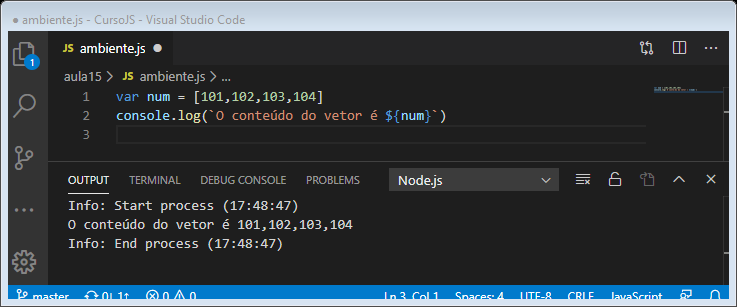 ● ambiente.js - CursoJS - Visual Studio Code
JS ambiente.js ●
1
aula15 > JS ambiente.js > ...
1 var num = [101,102,103,104]
2 console.log(`O conteúdo do vetor é ${num}`)
3
OUTPUT TERMINAL DEBUG CONSOLE PROBLEMS Node.js
Info: Start process (17:48:47)
O conteúdo do vetor é 101,102,103,104
Info: End process (17:48:47)
master 0↓ 1↑ 0 0 Ln 3, Col 1 Spaces: 4 UTF-8 CRLF JavaScript